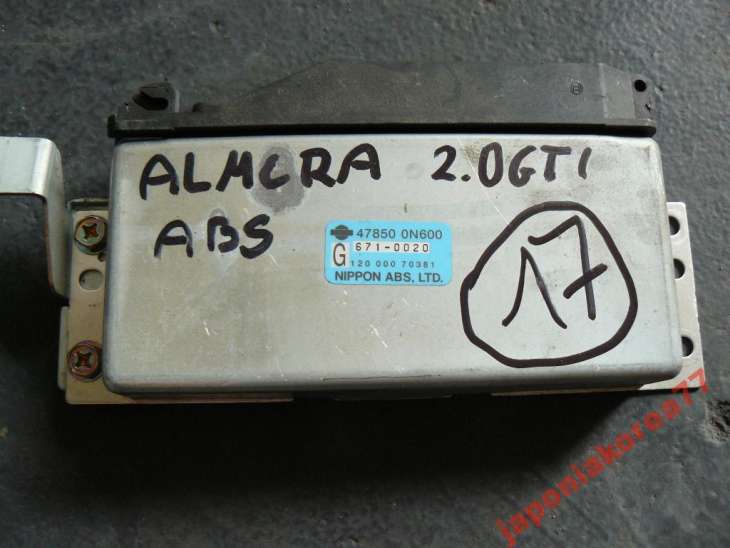 ALMERA 2.0GTI
ABS
47850 0N600
G 671-0020
120 000 70381
NIPPON ABS, LTD.
17
japoniakorea77